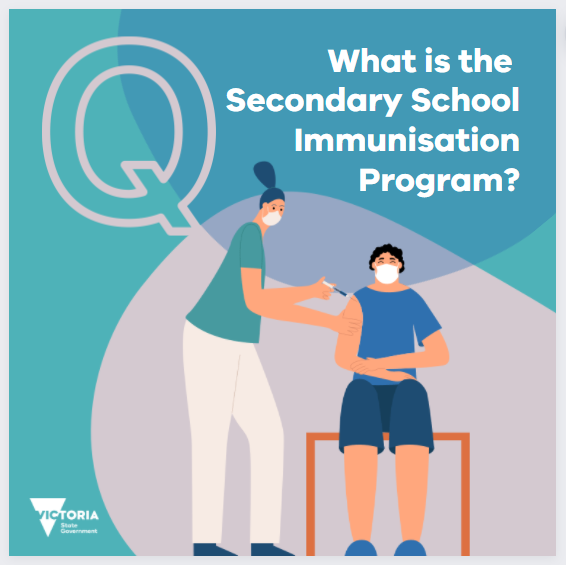 Q
What is the
Secondary School
Immunisation
Program?
VICTORIA
State
Government